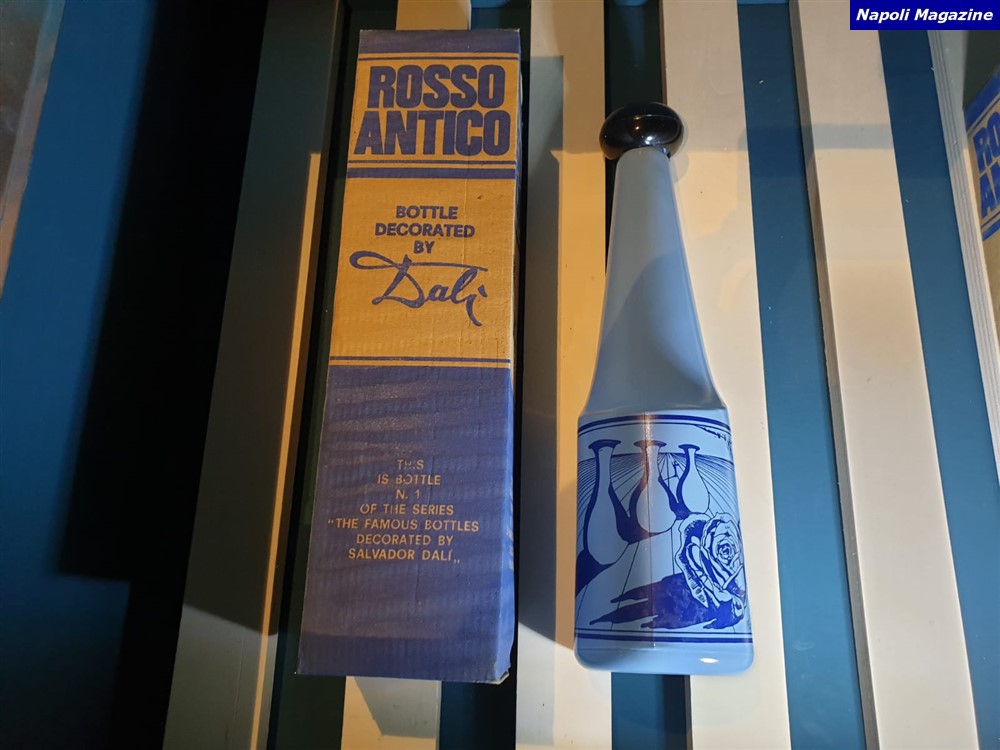 Napoli Magazine
ROSSO
ANTICO
BOTTLE
DECORATED
BY
Dalí
THIS
IS BOTTLE
N. 1
OF THE SERIES
"THE FAMOUS BOTTLES
DECORATED BY
SALVADOR DALÍ„